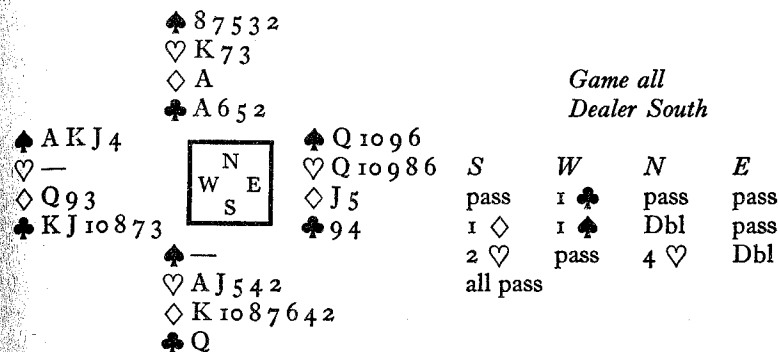 ♠ 8 7 5 3 2
♡ K 7 3
♢ A
♣ A 6 5 2
Game all
Dealer South
♠ A K J 4
♡ —
♢ Q 9 3
♣ K J 10 8 7 3
N
W E
S
♠ Q 10 9 6
♡ Q 10 9 8 6
♢ J 5
♣ 9 4
♠ —
♡ A J 5 4 2
♢ K 10 8 7 6 4 2
♣ Q
S W N E
pass 1 ♣ pass pass
1 ♢ 1 ♠ Dbl pass
2 ♡ pass 4 ♡ Dbl
all pass